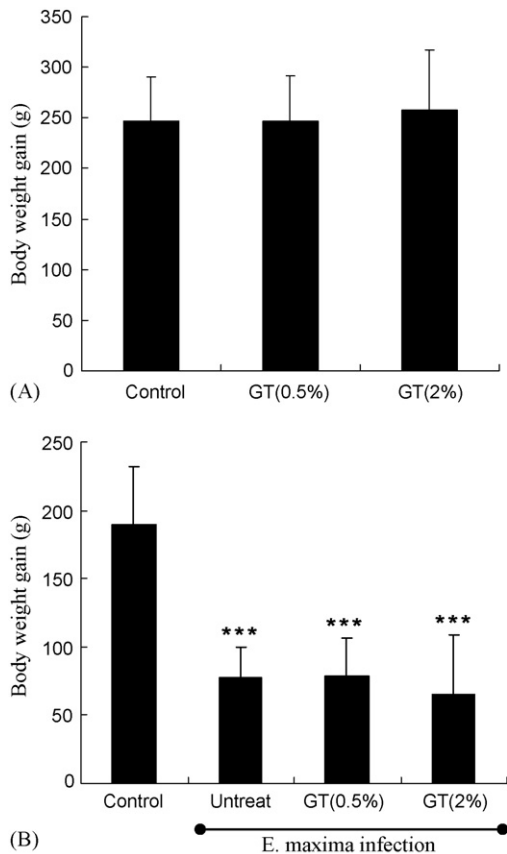 350
300
250
200
150
100
50
0
Body weight gain (g)
Control GT(0.5%) GT(2%)
(A)
250
200
150
100
50
0
Body weight gain (g)
*** *** ***
Control Untreat GT(0.5%) GT(2%)
E. maxima infection
(B)